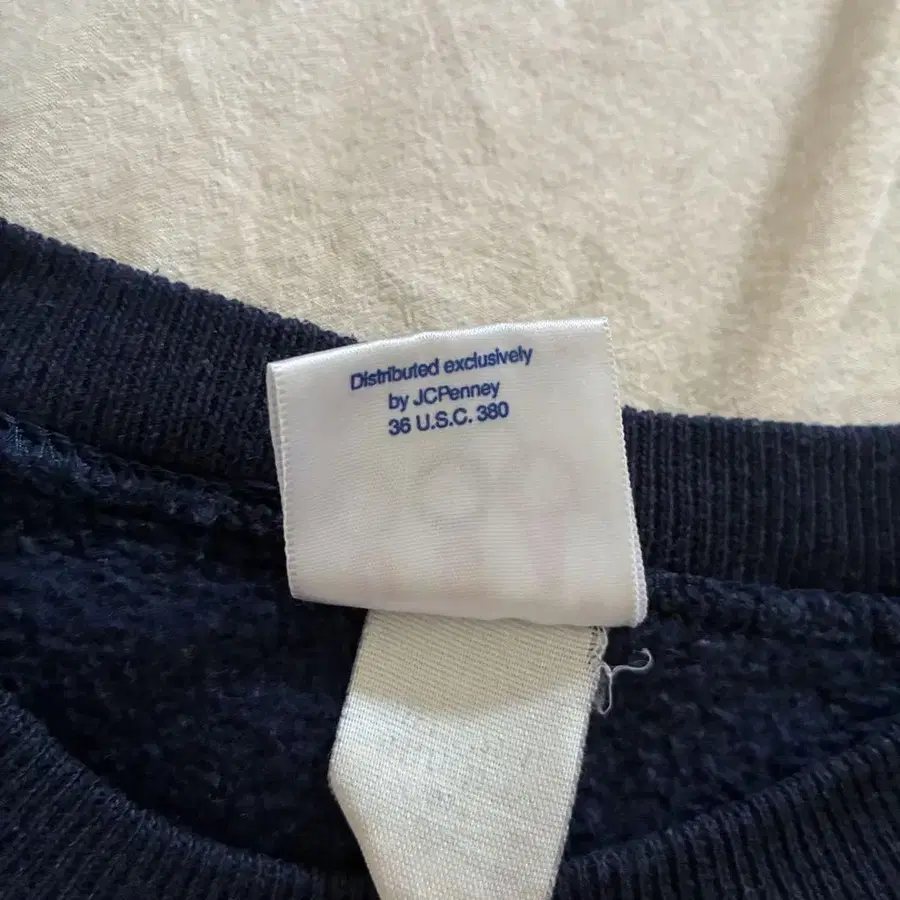 Distributed exclusively
by JCPenney
36 U.S.C. 380